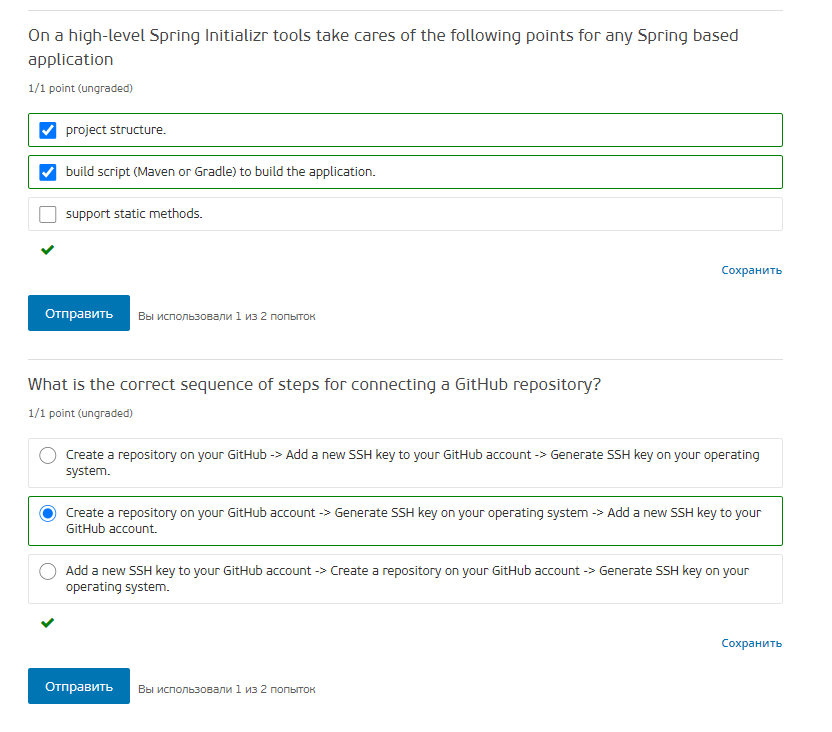 On a high-level Spring Initializr tools take cares of the following points for any Spring based
application
1/1 point (ungraded)
project structure.
build script (Maven or Gradle) to build the application.
support static methods.
Сохранить
Отправить Вы использовали 1 из 2 попыток
What is the correct sequence of steps for connecting a GitHub repository?
1/1 point (ungraded)
Create a repository on your GitHub -> Add a new SSH key to your GitHub account -> Generate SSH key on your operating
system.
Create a repository on your GitHub account -> Generate SSH key on your operating system -> Add a new SSH key to your
GitHub account.
Add a new SSH key to your GitHub account -> Create a repository on your GitHub account -> Generate SSH key on your
operating system.
Сохранить
Отправить Вы использовали 1 из 2 попыток